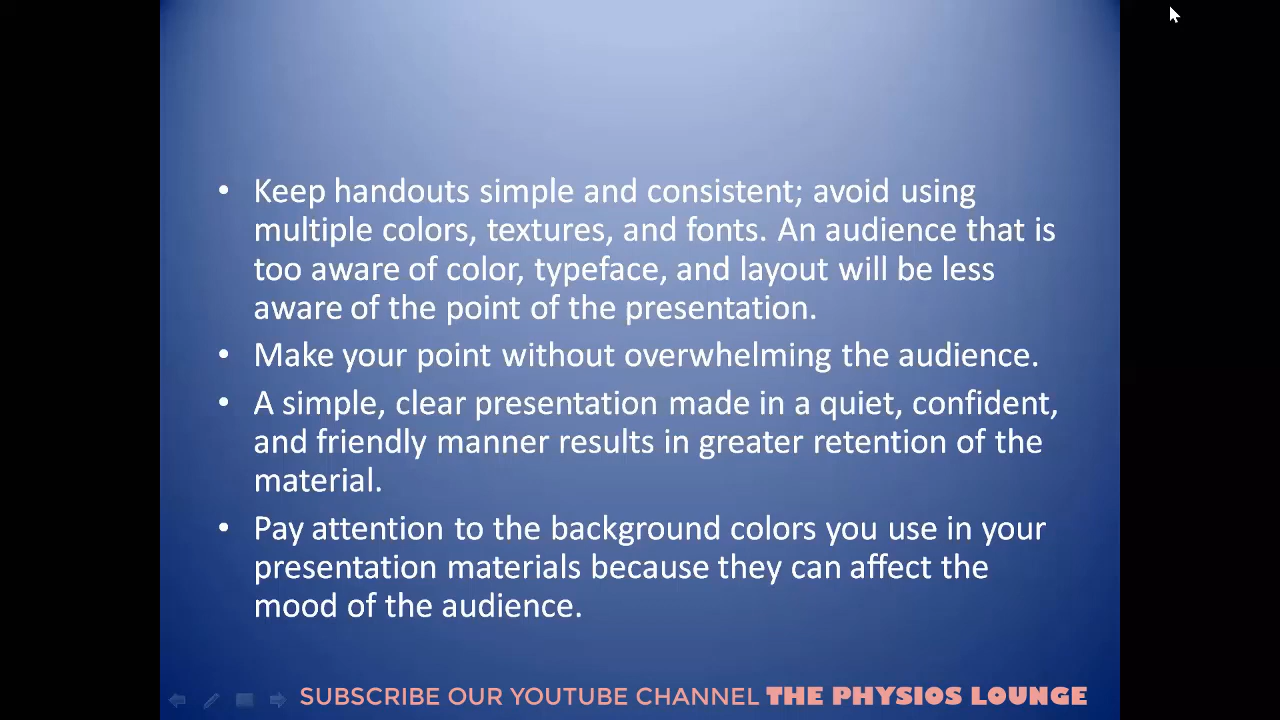 • Keep handouts simple and consistent; avoid using
multiple colors, textures, and fonts. An audience that is
too aware of color, typeface, and layout will be less
aware of the point of the presentation.
• Make your point without overwhelming the audience.
• A simple, clear presentation made in a quiet, confident,
and friendly manner results in greater retention of the
material.
• Pay attention to the background colors you use in your
presentation materials because they can affect the
mood of the audience.
SUBSCRIBE OUR YOUTUBE CHANNEL THE PHYSIOS LOUNGE